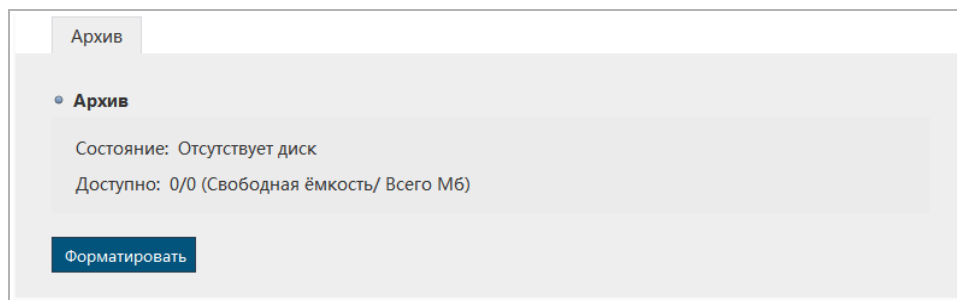 Архив
Архив
Состояние: Отсутствует диск
Доступно: 0/0 (Свободная ёмкость/ Всего Мб)
Форматировать